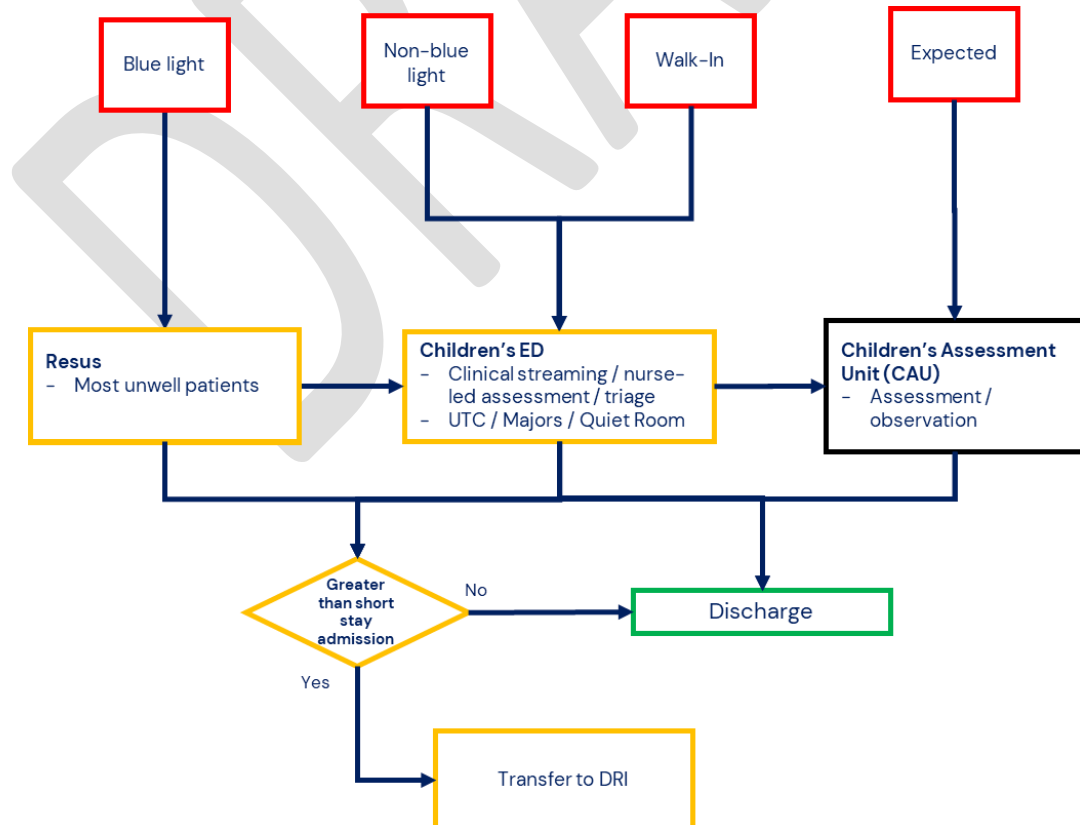 Blue light
Non-blue
light
Walk-In
Expected
Resus
- Most unwell patients
Children's ED
- Clinical streaming / nurse-
led assessment / triage
- UTC / Majors / Quiet Room
Children's Assessment
Unit (CAU)
- Assessment /
observation
Greater
than short
stay
admission
No
Discharge
Yes
Transfer to DRI